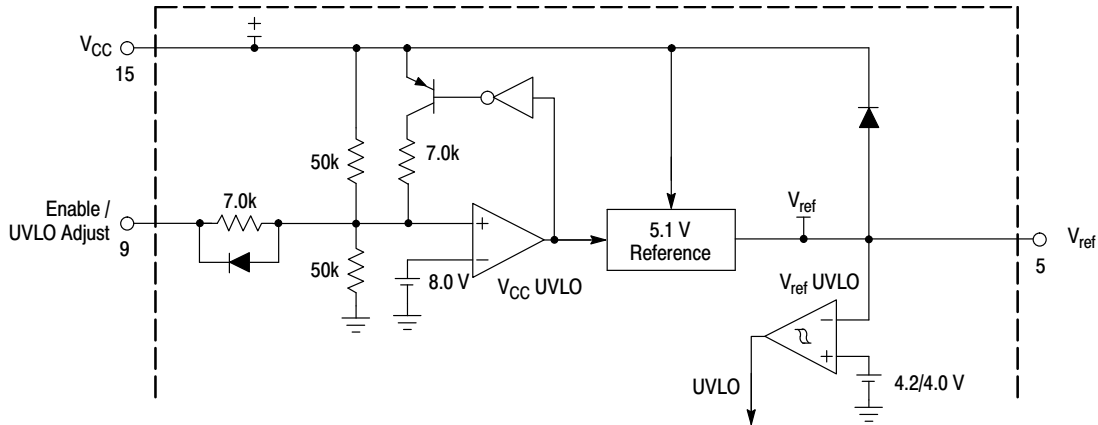 +
V_CC
15
50k
7.0k
Enable /
UVLO Adjust
9
7.0k
50k
+
−
8.0 V
V_CC UVLO
5.1 V
Reference
V_ref
V_ref
5
V_ref UVLO
−
+
4.2/4.0 V
UVLO